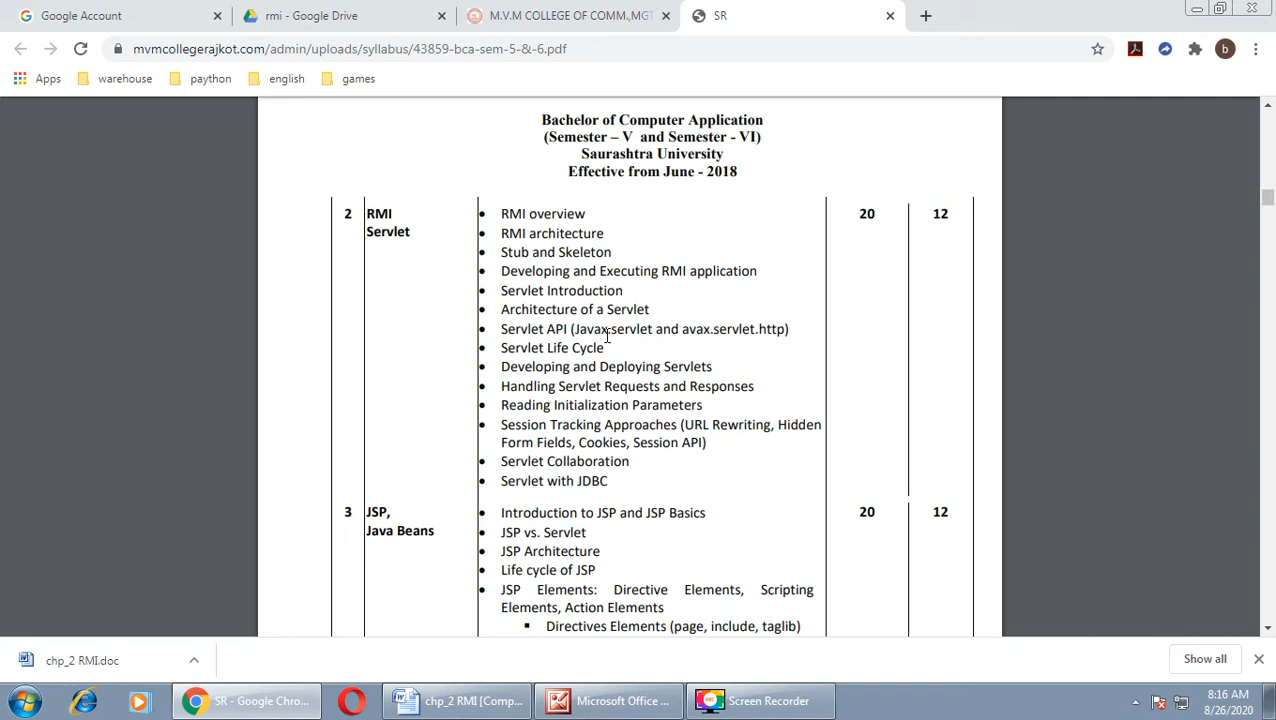 Google Account
rmi - Google Drive
M.V.M COLLEGE OF COMM.,MGT
SR
mvmcollegerajkot.com/admin/uploads/syllabus/43859-bca-sem-5-&-6.pdf
b
Apps warehouse paython english games
Bachelor of Computer Application
(Semester – V and Semester - VI)
Saurashtra University
Effective from June - 2018
2 RMI • RMI overview 20 12
Servlet • RMI architecture
• Stub and Skeleton
• Developing and Executing RMI application
• Servlet Introduction
• Architecture of a Servlet
• Servlet API (Javax.servlet and avax.servlet.http)
• Servlet Life Cycle
• Developing and Deploying Servlets
• Handling Servlet Requests and Responses
• Reading Initialization Parameters
• Session Tracking Approaches (URL Rewriting, Hidden
Form Fields, Cookies, Session API)
• Servlet Collaboration
• Servlet with JDBC
3 JSP, • Introduction to JSP and JSP Basics 20 12
Java Beans • JSP vs. Servlet
• JSP Architecture
• Life cycle of JSP
• JSP Elements: Directive Elements, Scripting
Elements, Action Elements
▪ Directives Elements (page, include, taglib)
chp_2 RMI.doc
Show all
SR - Google Chro...
chp_2 RMI [Comp...
Microsoft Office ...
Screen Recorder
8:16 AM
8/26/2020